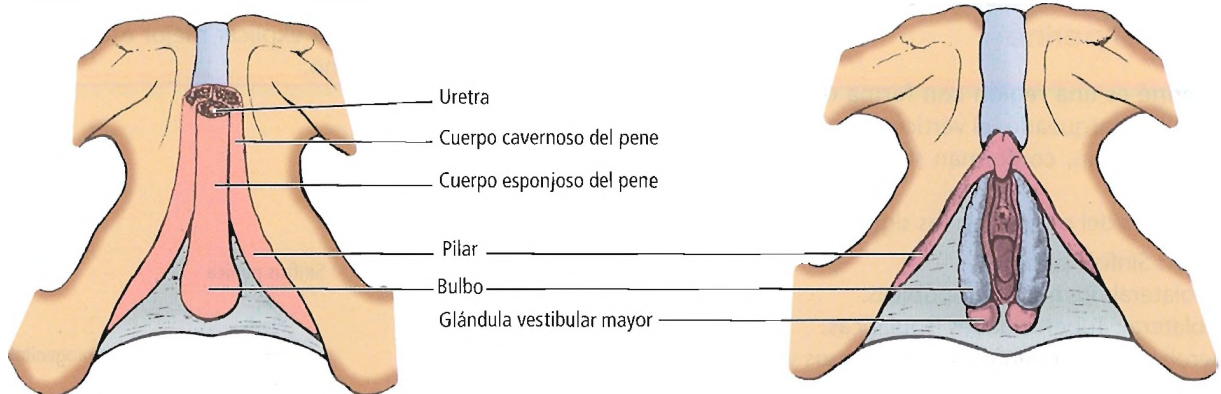 Uretra
Cuerpo cavernoso del pene
Cuerpo esponjoso del pene
Pilar
Bulbo
Glándula vestibular mayor